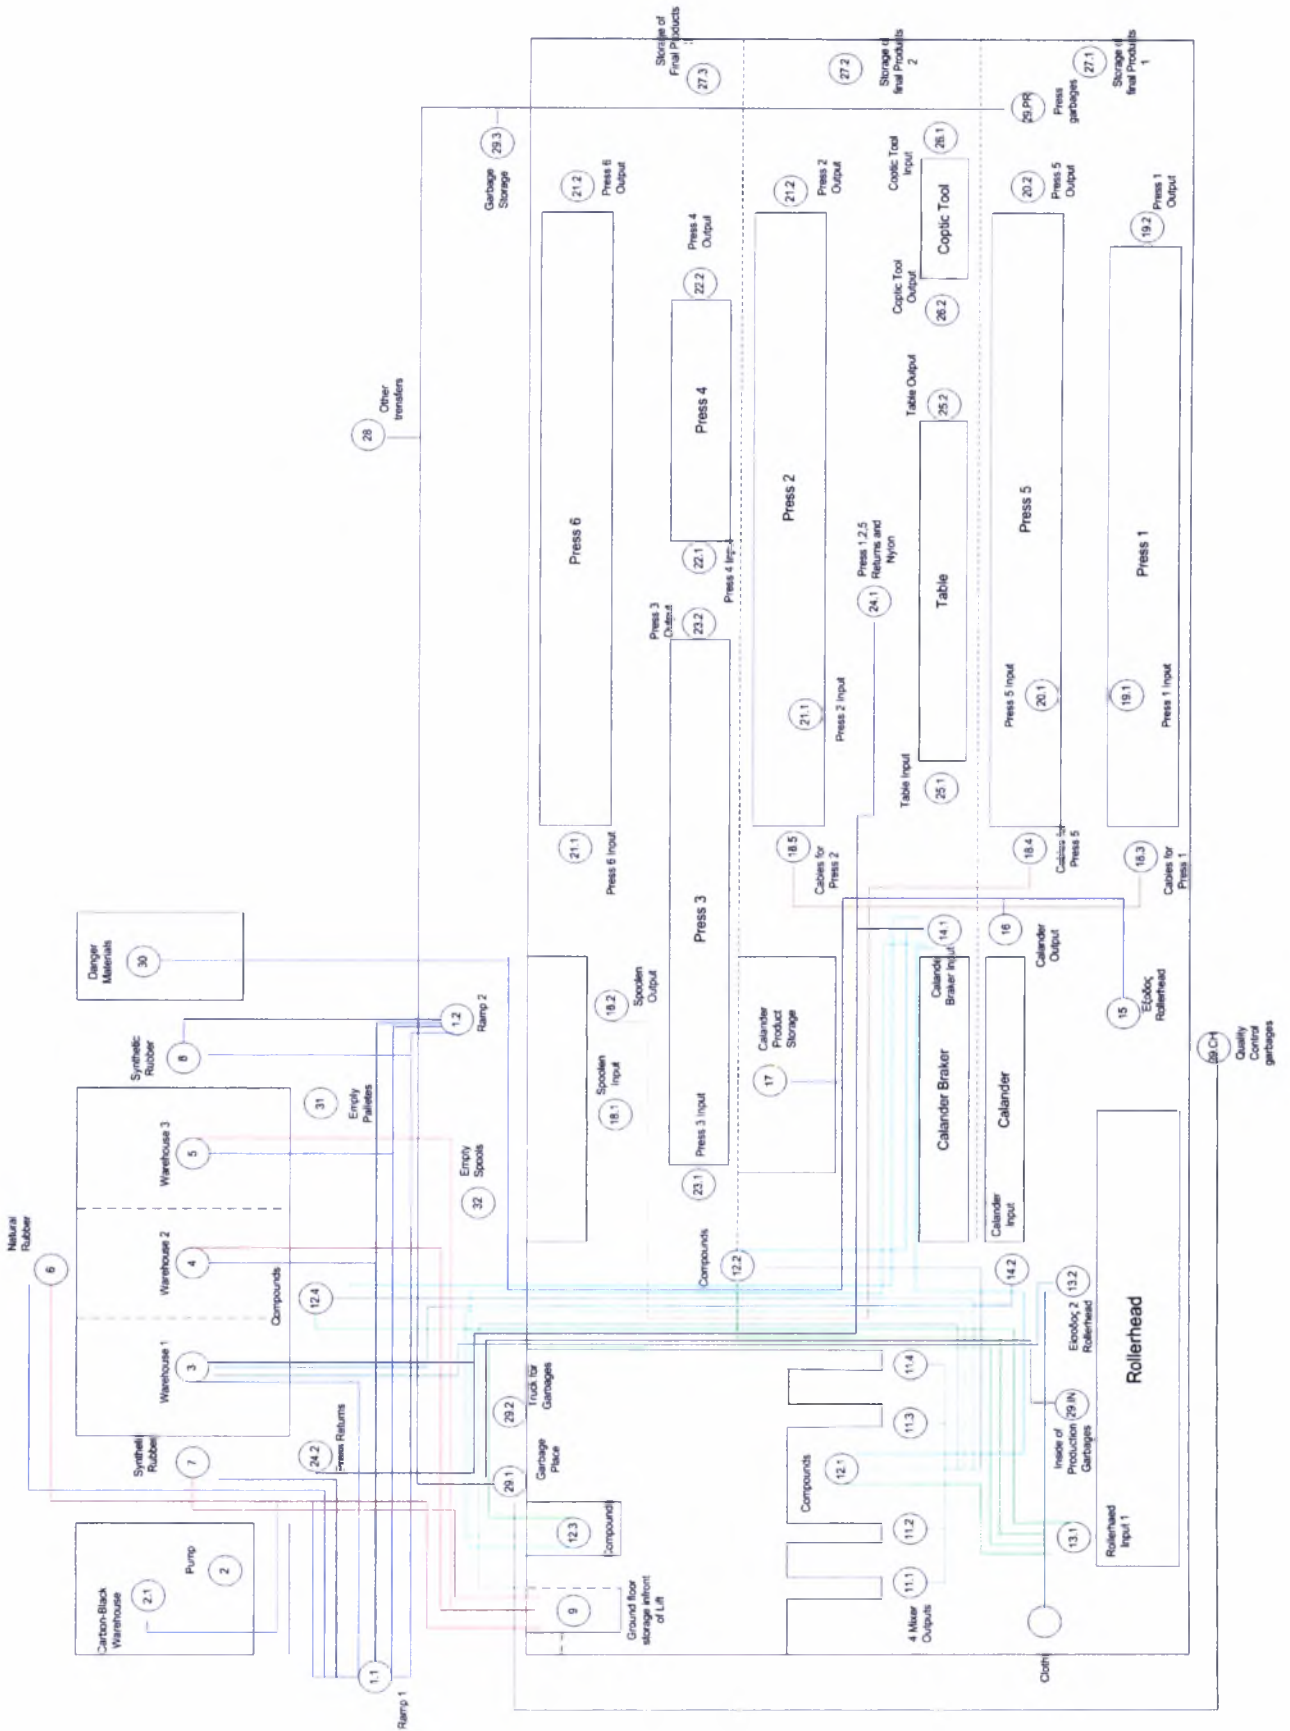 Storage of
Final Products
27.3
27.2
Storage of
final Products
2
27.1
Storage of
final Products
1
29.PR
Press
garbages
29.3
Garbage
Storage
28
Other
trensfers
21.2
Press 6
Output
Press 6
21.1
Press 6 Input
Press 4
Output
22.2
Press 4
22.1
Press 4
Press 3
Output
23.2
Press 3
Press 3 Input
23.1
21.2
Press 2
Output
Press 2
21.1
Press 2 Input
18.5
Cables for
Press 2
Press 1,2,5
Returns and
Nylon
24.1
Coptic Tool
Input
26.1
Coptic Tool
Coptic Tool
Output
26.2
Table Output
25.2
Table
Table Input
25.1
20.2
Press 5
Output
Press 5
Press 5 Input
20.1
18.4
Cables for
Press 5
19.2
Press 1
Output
Press 1
19.1
Press 1 Input
18.3
Cables for
Press 1
Danger
Materials
30
Synthetic
Rubber
8
1.2
Ramp 2
31
Empty
Palletes
32
Empty
Spools
Warehouse 3
5
Warehouse 2
4
Warehouse 1
3
Natural
Rubber
6
Compounds
12.4
Synthetic
Rubber
7
24.2
Press Returns
Carbon-Black
Warehouse
2.1
Pump
2
1.1
Ramp 1
18.2
Spoolen
Output
18.1
Spoolen
Input
17
Calander
Product
Storage
Compounds
12.2
14.1
Calander
Braker Input
Calander Braker
16
Calander
Output
Calander
Calander
Input
14.2
15
Εξοδος
Rollerhead
29.CH
Quality
Control
garbages
13.2
Εισοδος 2
Rollerhead
Rollerhead
29.IN
Inside of
Production
Garbages
Rollerhaed
Input 1
13.1
29.2
Truck for
Garbages
29.1
Garbage
Place
12.3
Compounds
9
Ground floor
storage infront
of Lift
11.4
11.3
Compounds
12.1
11.2
11.1
4 Mixer
Outputs